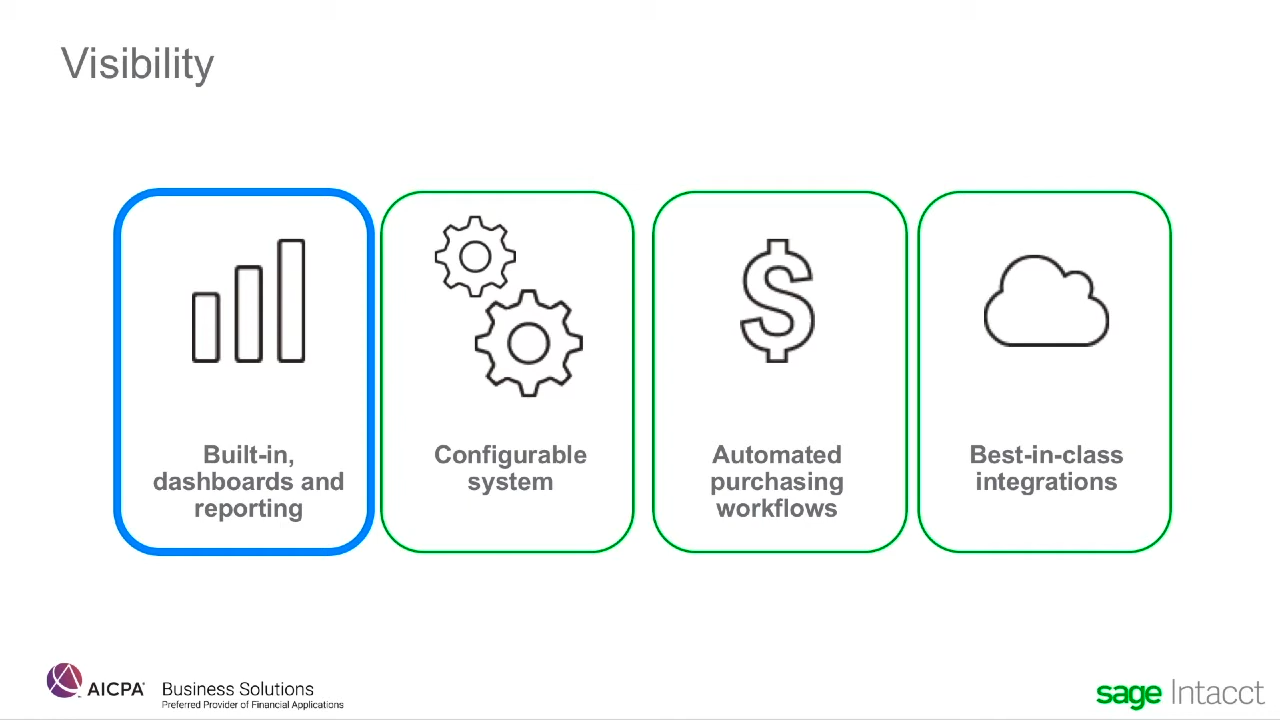 Visibility
Built-in,
dashboards and
reporting
Configurable
system
Automated
purchasing
workflows
Best-in-class
integrations
AICPA® Business Solutions
Preferred Provider of Financial Applications
sage Intacct